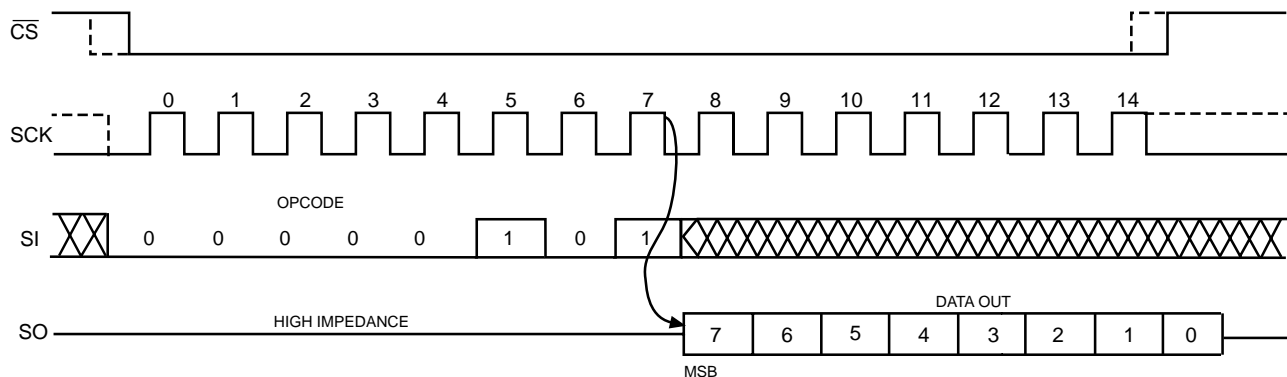 CS
0 1 2 3 4 5 6 7 8 9 10 11 12 13 14
SCK
OPCODE
SI 0 0 0 0 0 1 0 1
DATA OUT
SO HIGH IMPEDANCE 7 6 5 4 3 2 1 0
MSB